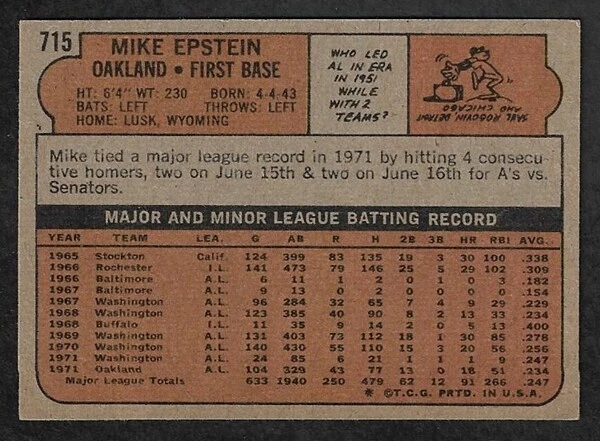 715
MIKE EPSTEIN
OAKLAND • FIRST BASE
HT: 6'4" WT: 230 BORN: 4-4-43
BATS: LEFT THROWS: LEFT
HOME: LUSK, WYOMING
WHO LED
AL IN ERA
IN 1951
WHILE
WITH 2
TEAMS?
SAUL ROGOVIN, DETROIT
AND CHICAGO
Mike tied a major league record in 1971 by hitting 4 consecu-
tive homers, two on June 15th & two on June 16th for A's vs.
Senators.
MAJOR AND MINOR LEAGUE BATTING RECORD
YEAR TEAM LEA. G AB R H 2B 3B HR RBI AVG.
1965 Stockton Calif. 124 399 83 135 19 3 30 100 .338
1966 Rochester I.L. 141 473 79 146 25 5 29 102 .309
1966 Baltimore A.L. 6 11 1 2 0 1 0 3 .182
1967 Baltimore A.L. 9 13 0 2 0 0 0 0 .154
1967 Washington A.L. 96 284 32 65 7 4 9 29 .229
1968 Washington A.L. 123 385 40 90 8 2 13 33 .234
1968 Buffalo I.L. 11 35 9 14 2 0 5 13 .400
1969 Washington A.L. 131 403 73 112 18 1 30 85 .278
1970 Washington A.L. 140 430 55 110 15 3 20 56 .256
1971 Washington A.L. 24 85 6 21 1 1 1 9 .247
1971 Oakland A.L. 104 329 43 77 13 0 18 51 .234
Major League Totals 633 1940 250 479 62 12 91 266 .247
* © T.C.G. PRTD. IN U.S.A.